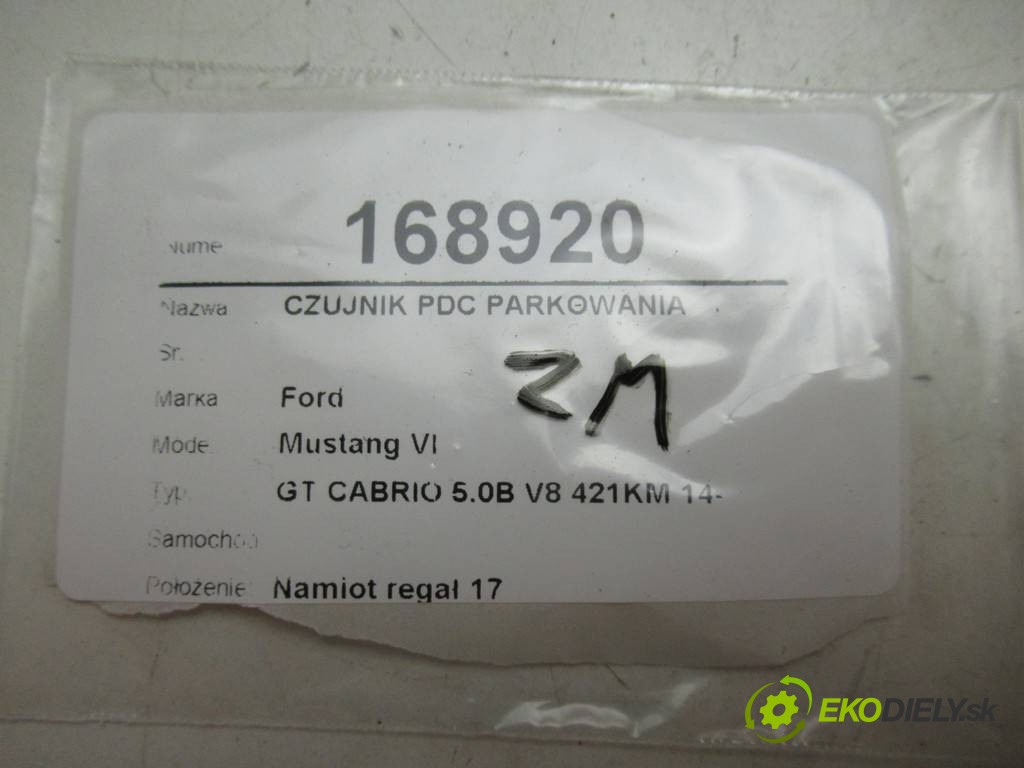 Nume 168920
Nazwa CZUJNIK PDC PARKOWANIA
Sr.
ZM
Marka Ford
Mode Mustang VI
Typ. GT CABRIO 5.0B V8 421KM 14-
Samochod
Położenie: Namiot regał 17
EKODIELY.sk